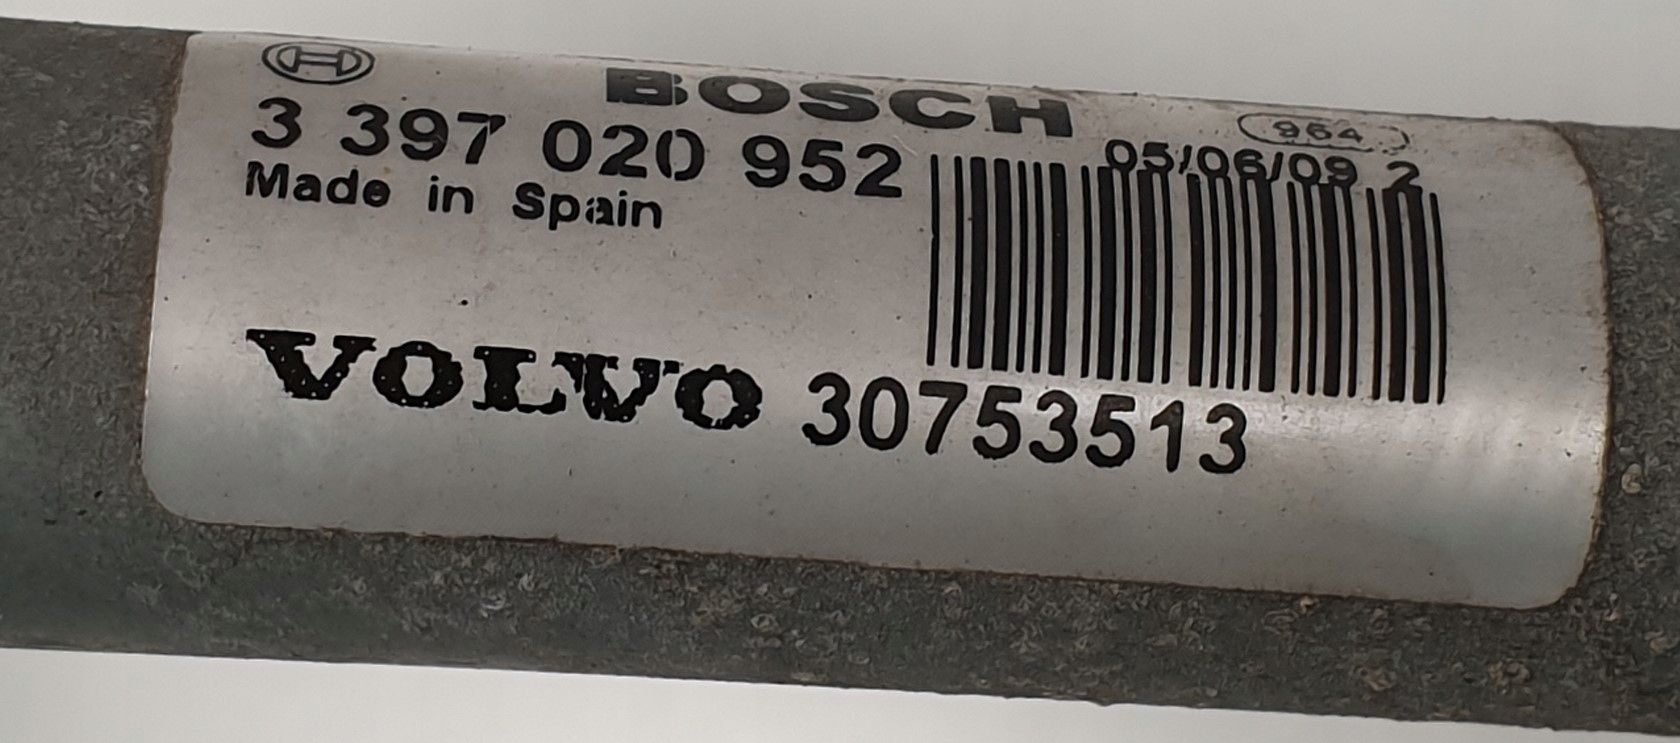 BOSCH
964
3 397 020 952
05/06/09 2
Made in Spain
VOLVO 30753513